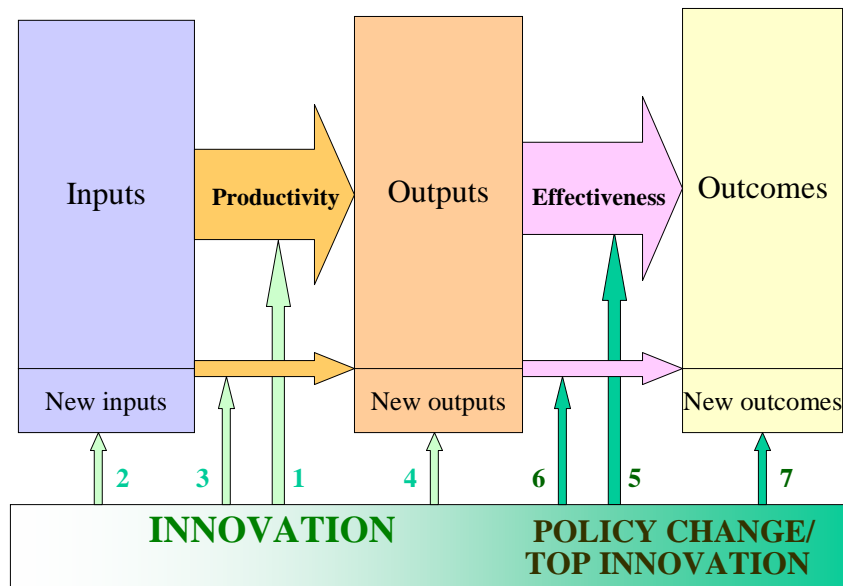 Inputs
Productivity
Outputs
Effectiveness
Outcomes
New inputs
New outputs
New outcomes
2
3
1
4
6
5
7
INNOVATION
POLICY CHANGE/
TOP INNOVATION